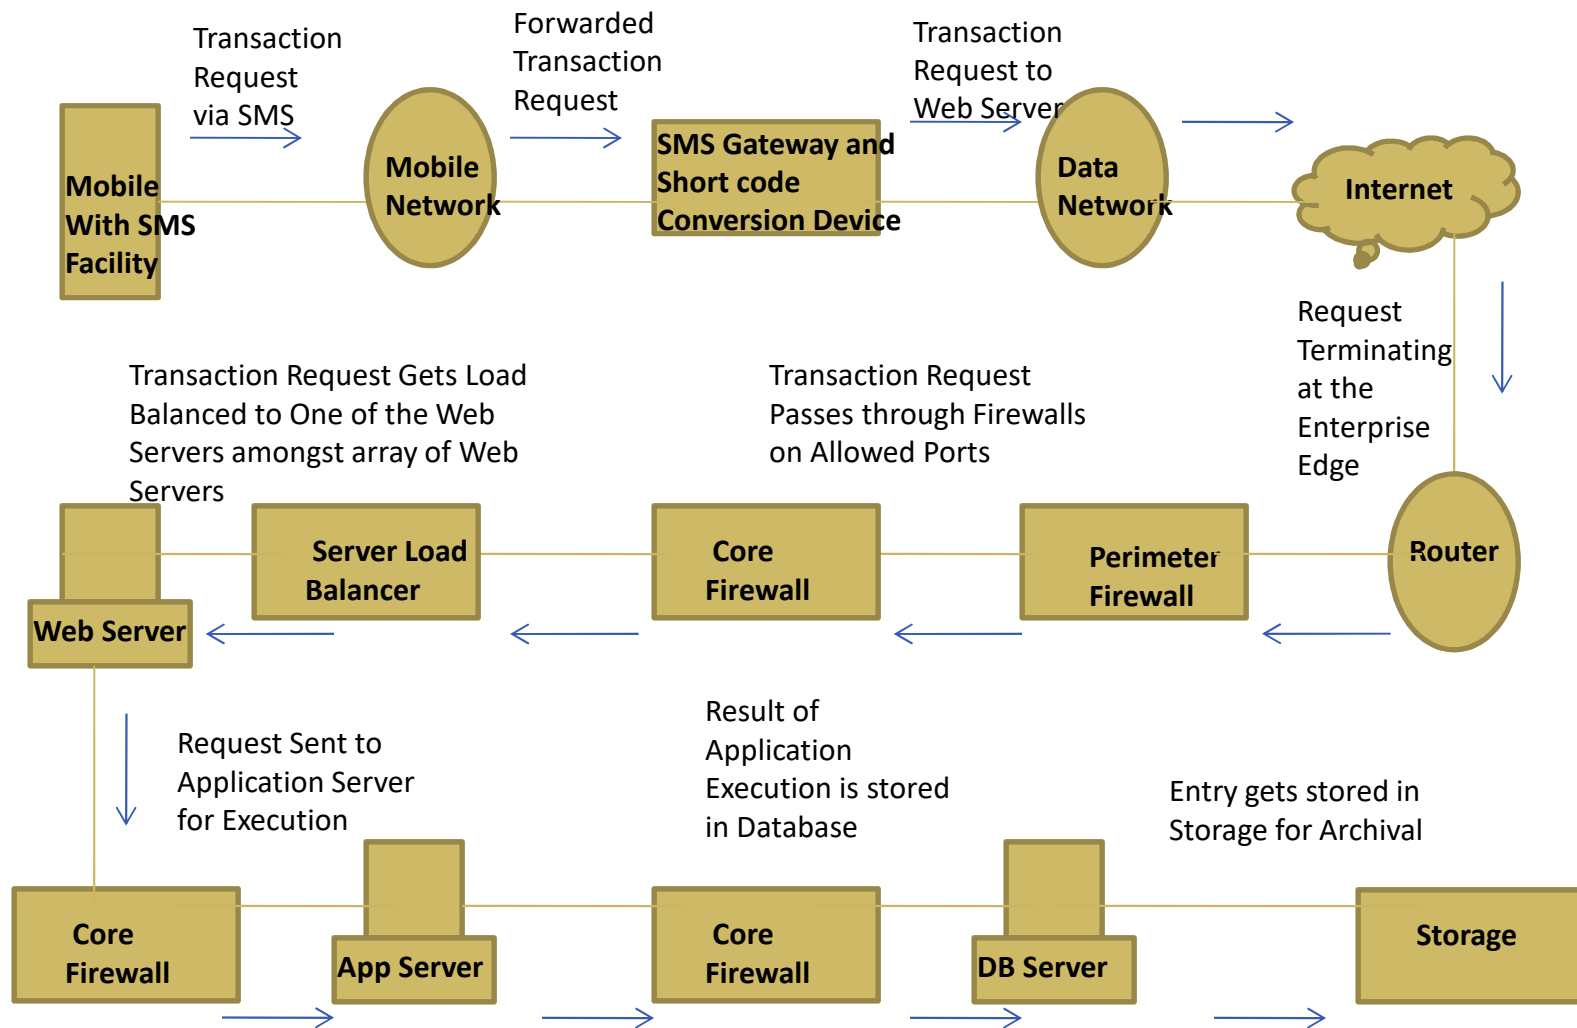 Transaction
Request
via SMS
Forwarded
Transaction
Request
Transaction
Request to
Web Server
Mobile
With SMS
Facility
Mobile
Network
SMS Gateway and
Short code
Conversion Device
Data
Network
Internet
Request
Terminating
at the
Enterprise
Edge
Transaction Request Gets Load
Balanced to One of the Web
Servers amongst array of Web
Servers
Transaction Request
Passes through Firewalls
on Allowed Ports
Web Server
Server Load
Balancer
Core
Firewall
Perimeter
Firewall
Router
Request Sent to
Application Server
for Execution
Result of
Application
Execution is stored
in Database
Entry gets stored in
Storage for Archival
Core
Firewall
App Server
Core
Firewall
DB Server
Storage